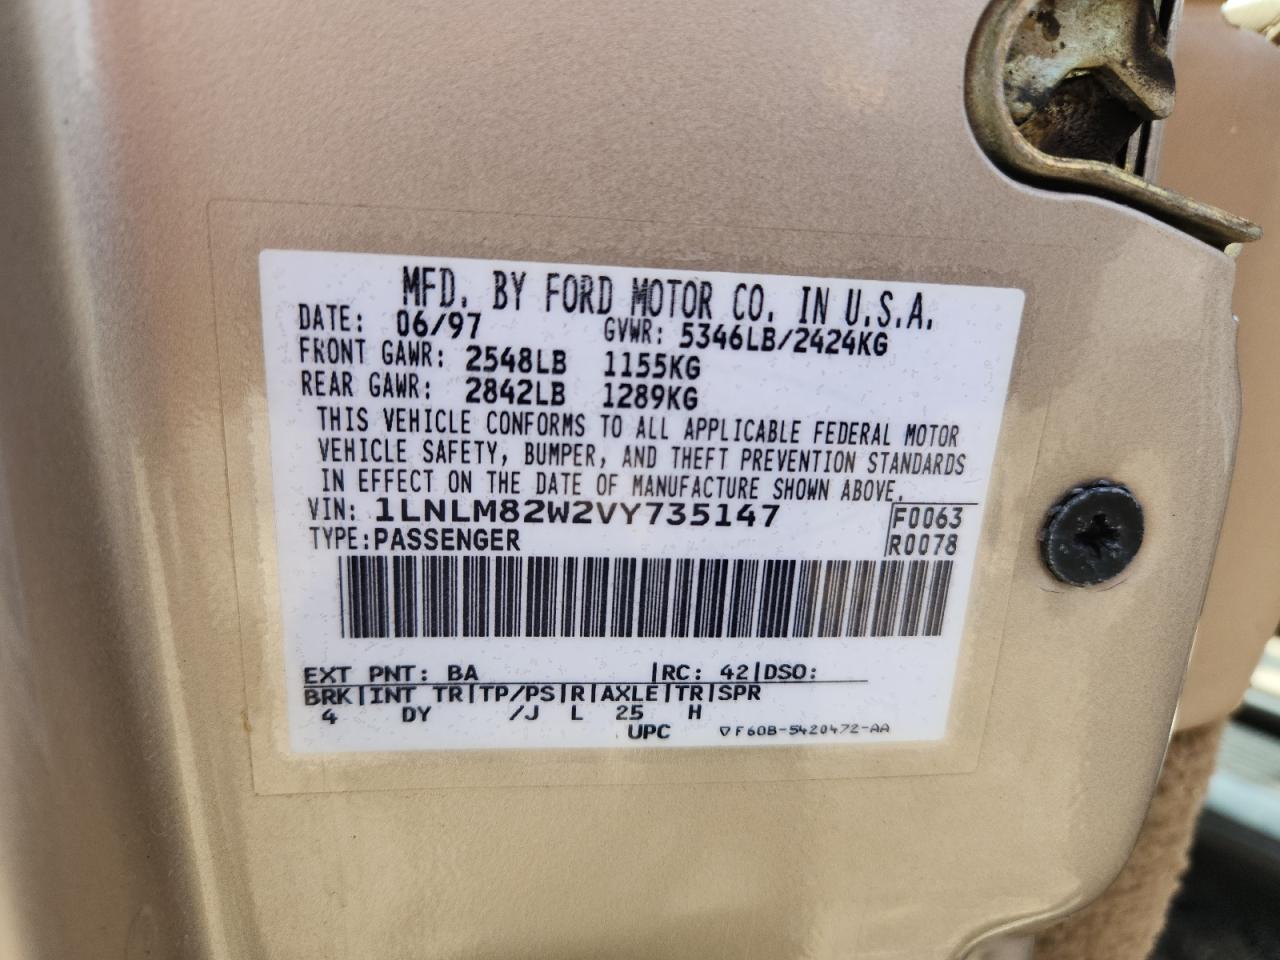 MFD. BY FORD MOTOR CO. IN U.S.A.
DATE: 06/97 GVWR: 5346LB/2424KG
FRONT GAWR: 2548LB 1155KG
REAR GAWR: 2842LB 1289KG
THIS VEHICLE CONFORMS TO ALL APPLICABLE FEDERAL MOTOR
VEHICLE SAFETY, BUMPER, AND THEFT PREVENTION STANDARDS
IN EFFECT ON THE DATE OF MANUFACTURE SHOWN ABOVE.
VIN: 1LNLM82W2VY735147 F0063
TYPE:PASSENGER R0078
EXT PNT: BA |RC: 42|DSO:
BRK|INT TR|TP/PS|R|AXLE|TR|SPR
4 DY /J L 25 H
UPC ▽F60B-5420472-AA